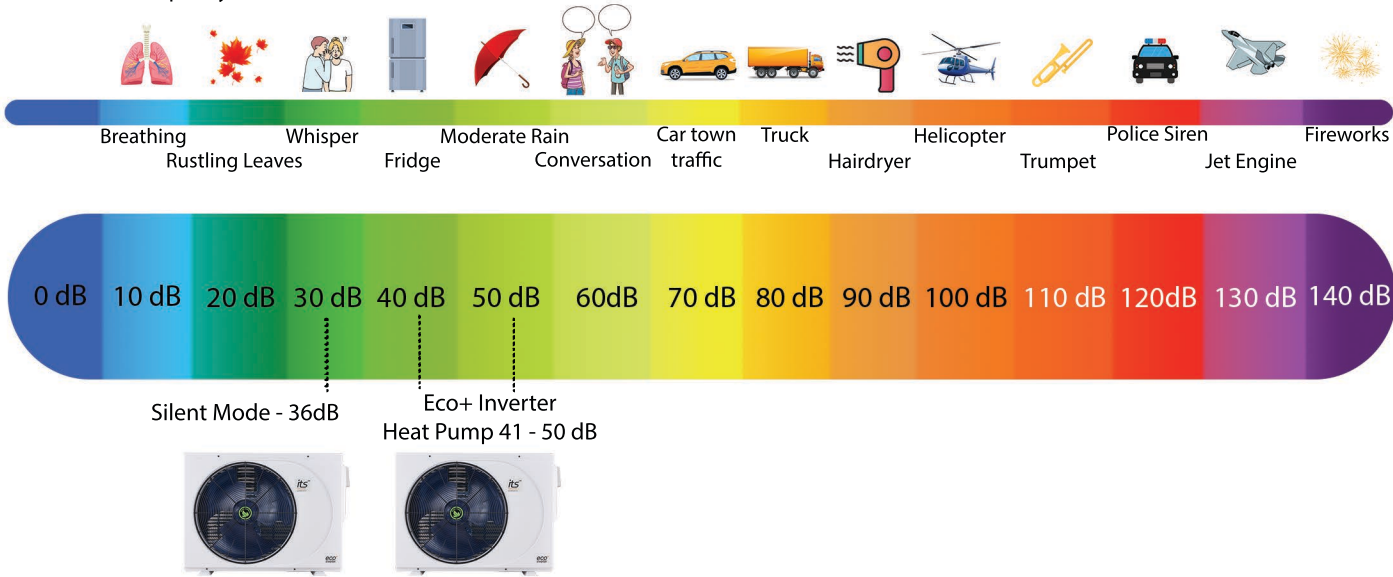 Breathing
Rustling Leaves
Whisper
Fridge
Moderate Rain
Conversation
Car town
traffic
Truck
Hairdryer
Helicopter
Trumpet
Police Siren
Jet Engine
Fireworks
0 dB
10 dB
20 dB
30 dB
40 dB
50 dB
60dB
70 dB
80 dB
90 dB
100 dB
110 dB
120dB
130 dB
140 dB
Silent Mode - 36dB
Eco+ Inverter
Heat Pump 41 - 50 dB
its
eco
its
eco